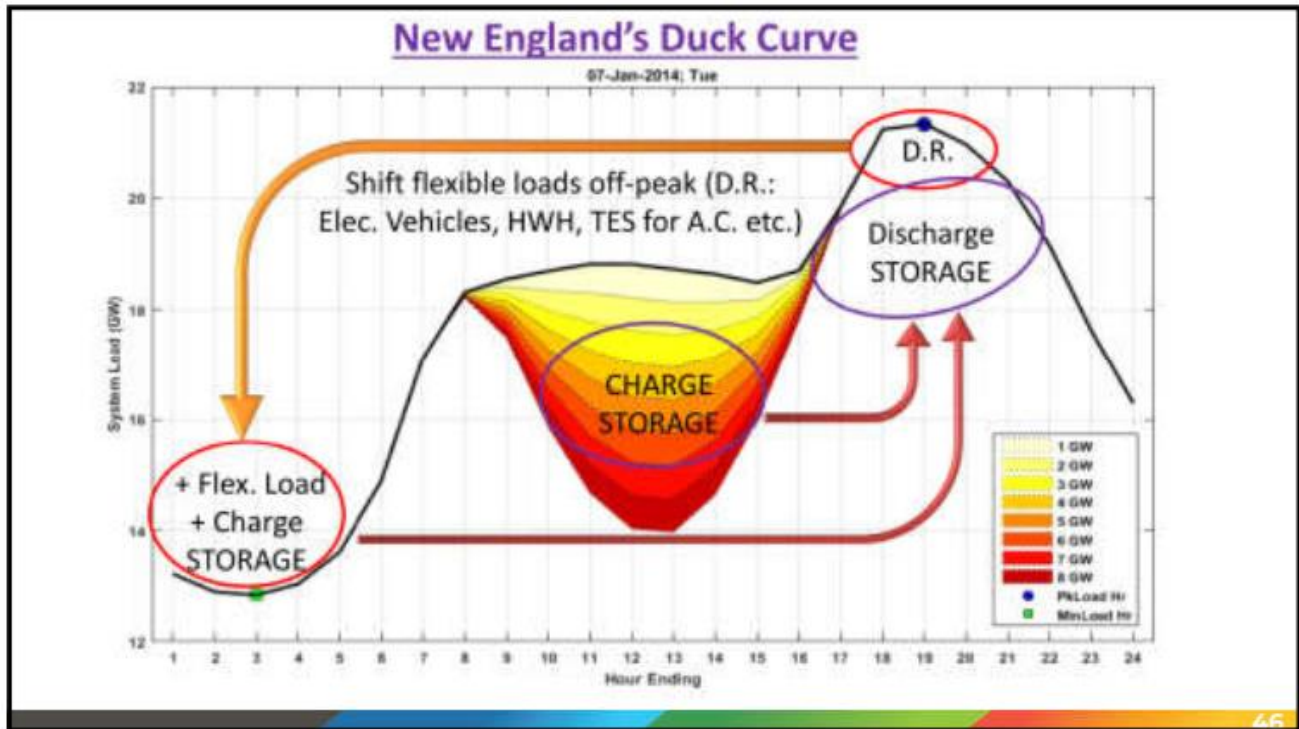 New England's Duck Curve
07-Jan-2014; Tue
System Load (GW)
22
20
18
16
14
12
D.R.
Shift flexible loads off-peak (D.R.:
Elec. Vehicles, HWH, TES for A.C. etc.)
Discharge
STORAGE
CHARGE
STORAGE
+ Flex. Load
+ Charge
STORAGE
1 GW
2 GW
3 GW
4 GW
5 GW
6 GW
7 GW
8 GW
PkLoad Hr
MinLoad Hr
1 2 3 4 5 6 7 8 9 10 11 12 13 14 15 16 17 18 19 20 21 22 23 24
Hour Ending
46